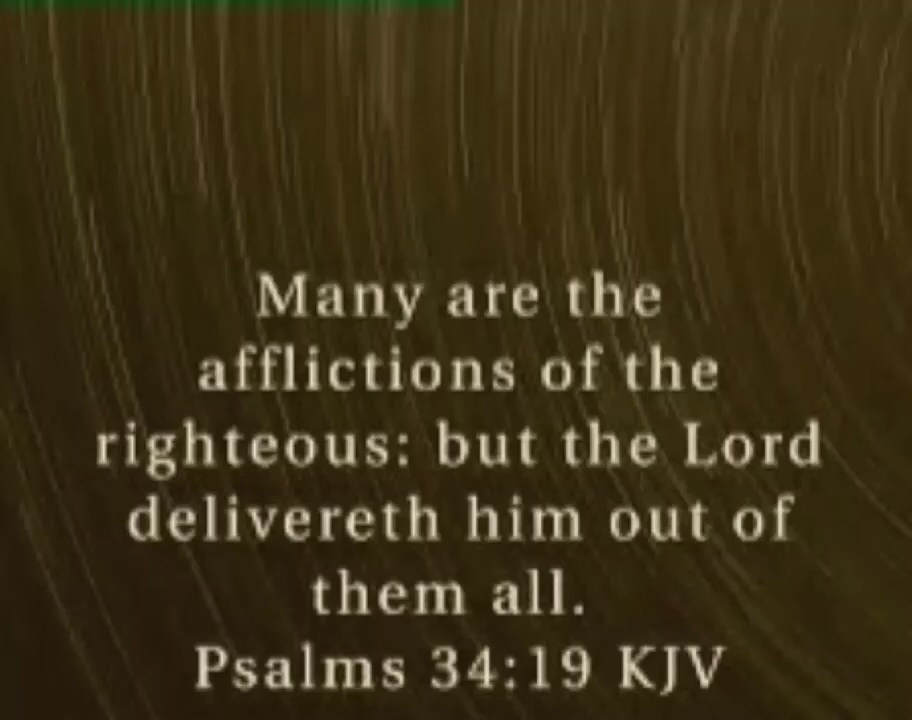 Many are the
afflictions of the
righteous: but the Lord
delivereth him out of
them all.
Psalms 34:19 KJV